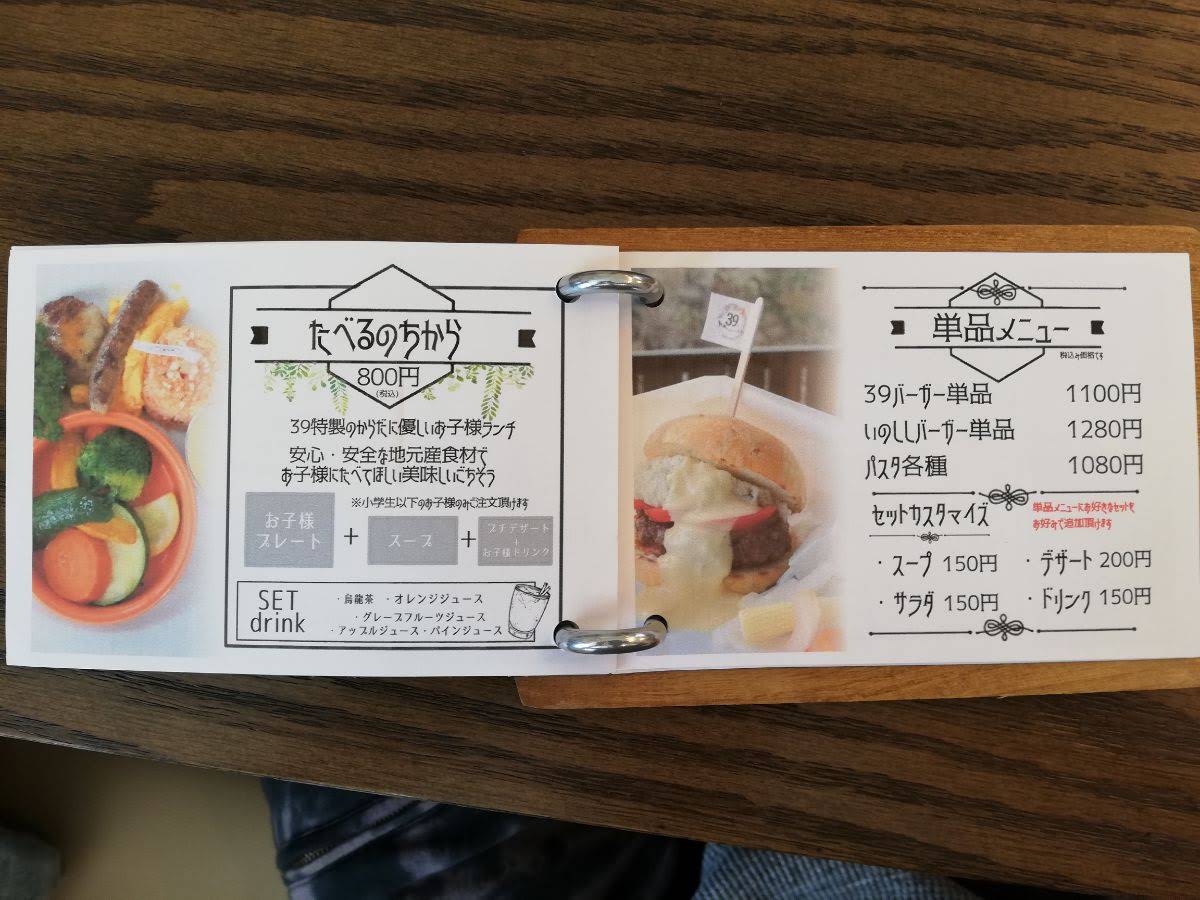 たべるのちから
800円
(税込)
39特製のからだに優しいお子様ランチ
安心・安全な地元産食材で
お子様にたべてほしい美味しいごちそう
※小学生以下のお子様のみご注文頂けます
お子様
プレート
+
スープ
+
プチデザート
+
お子様ドリンク
SET
drink
・烏龍茶 ・オレンジジュース
・グレープフルーツジュース
・アップルジュース・パインジュース
39
単品メニュー
税込み価格です
39バーガー単品 1100円
いのししバーガー単品 1280円
パスタ各種 1080円
セットカスタマイズ
単品メニューにお好きなセットを
お好みで追加頂けます
・スープ 150円 ・デザート 200円
・サラダ 150円 ・ドリンク 150円